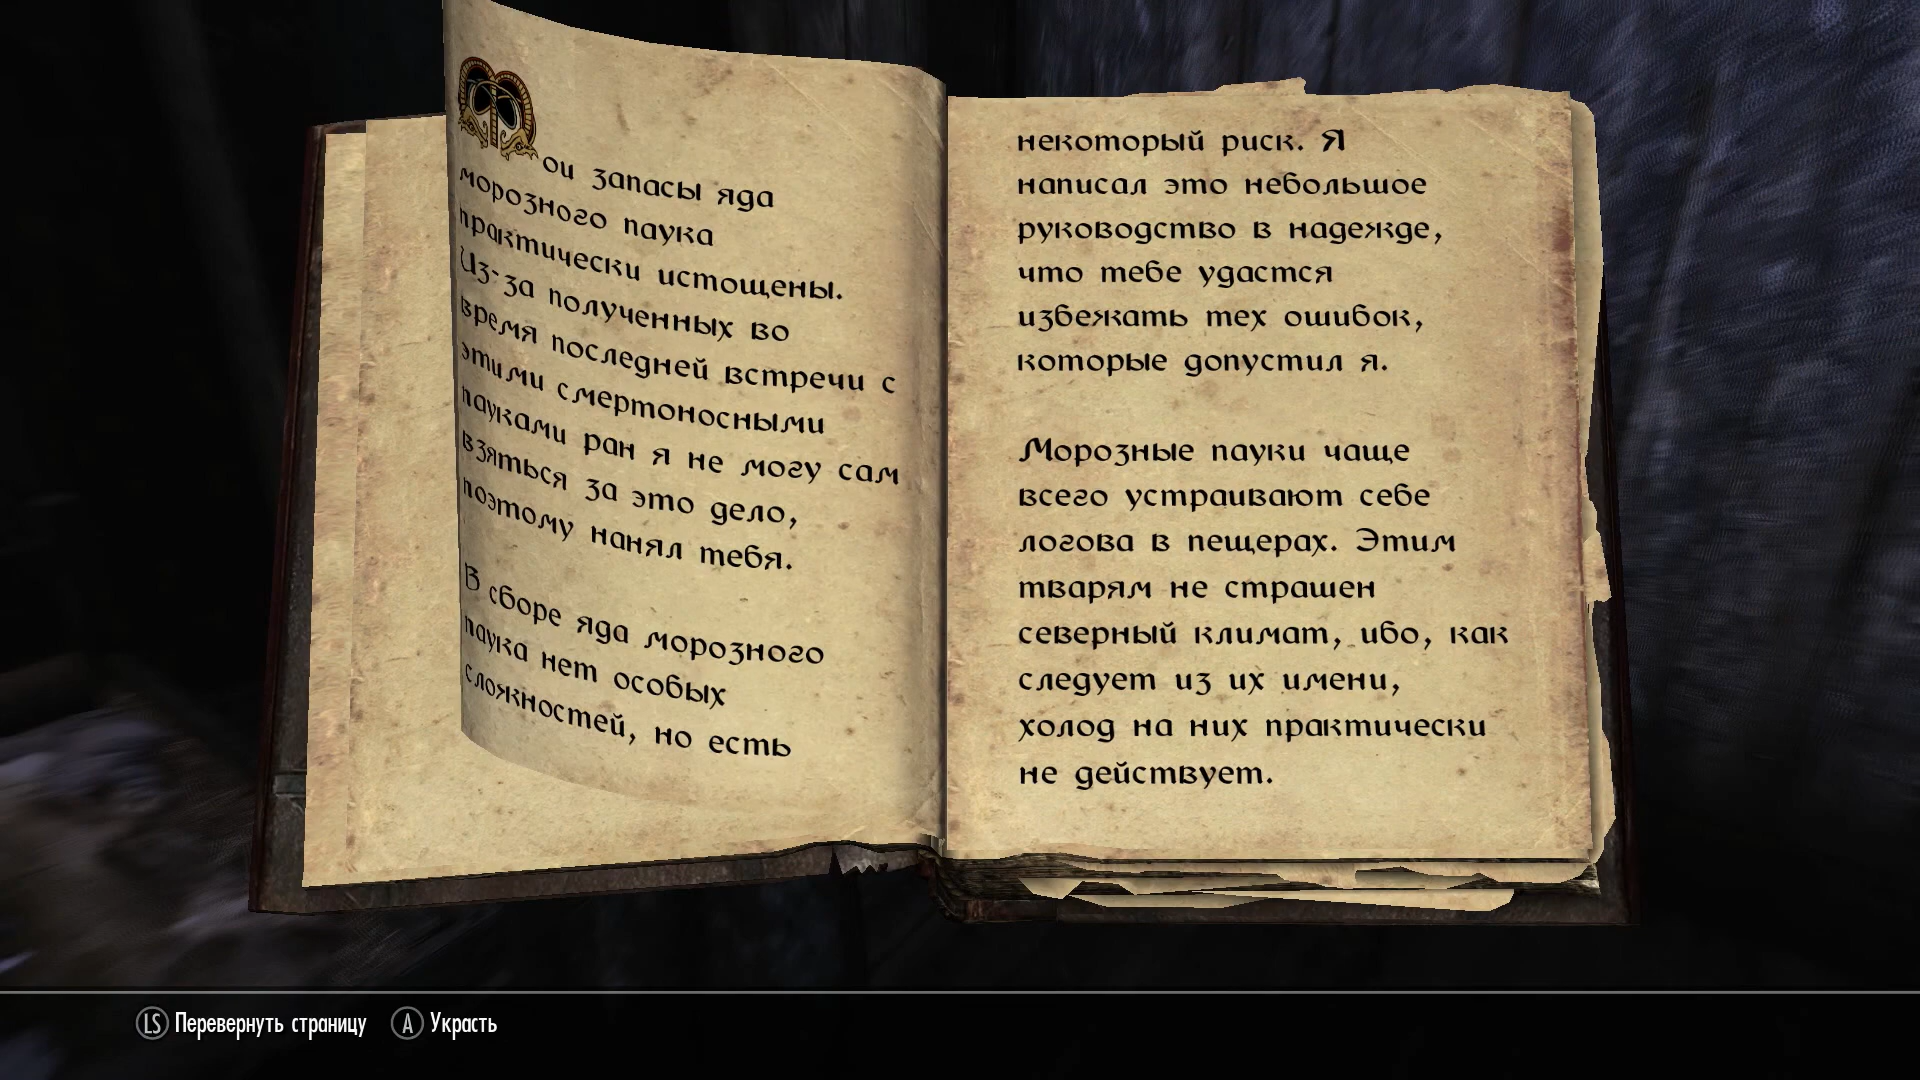 Мои запасы яда
морозного паука
практически истощены.
Из-за полученных во
время последней встречи с
этими смертоносными
пауками ран я не могу сам
взяться за это дело,
поэтому нанял тебя.
В сборе яда морозного
паука нет особых
сложностей, но есть
некоторый риск. Я
написал это небольшое
руководство в надежде,
что тебе удастся
избежать тех ошибок,
которые допустил я.
Морозные пауки чаще
всего устраивают себе
логова в пещерах. Этим
тварям не страшен
северный климат, ибо, как
следует из их имени,
холод на них практически
не действует.
LS Перевернуть страницу A Украсть